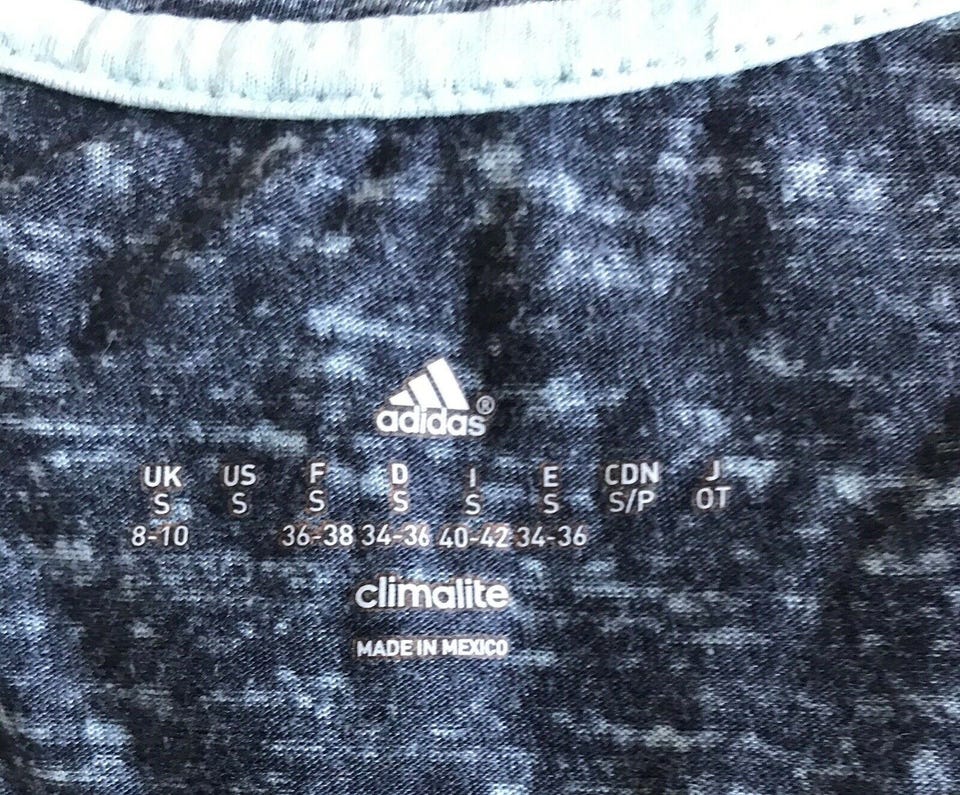 adidas®
UK US F D I E CDN J
S S S S S S S/P OT
8-10 36-38 34-36 40-42 34-36
climalite
MADE IN MEXICO